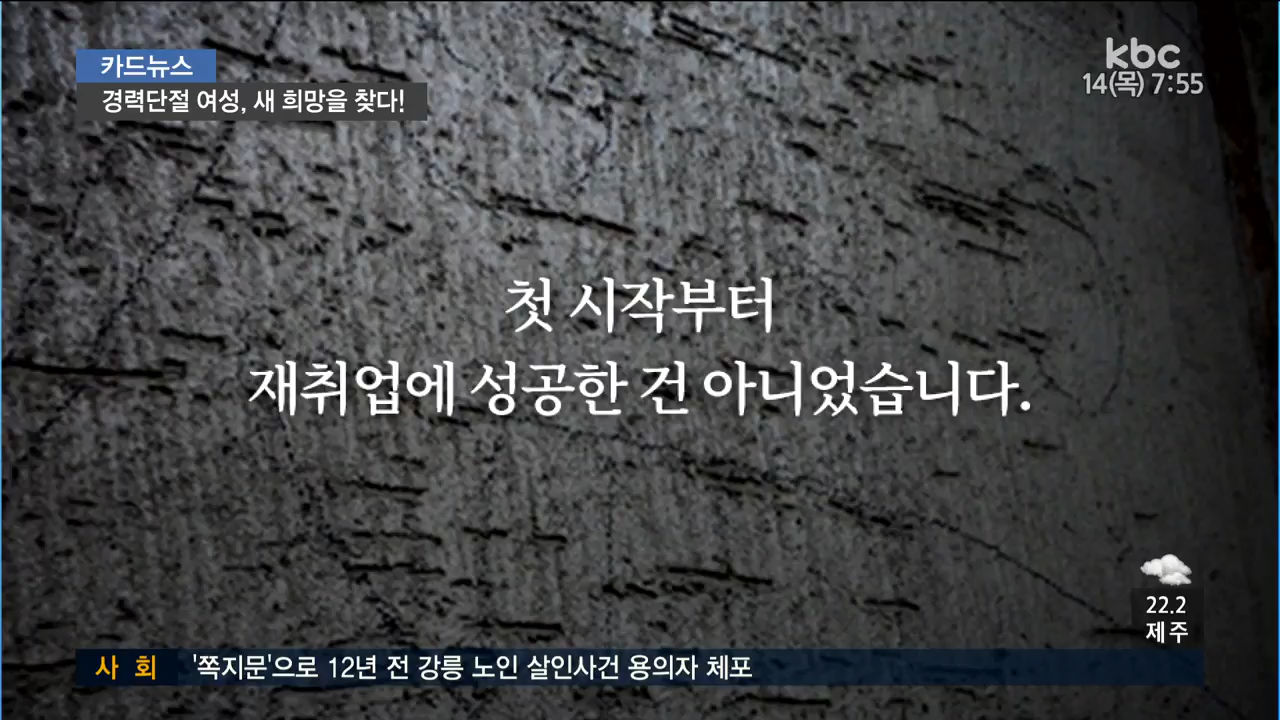 카드뉴스
경력단절 여성, 새 희망을 찾다!
kbc
14(목) 7:55
첫 시작부터
재취업에 성공한 건 아니었습니다.
22.2
제주
사 회 '쪽지문'으로 12년 전 강릉 노인 살인사건 용의자 체포